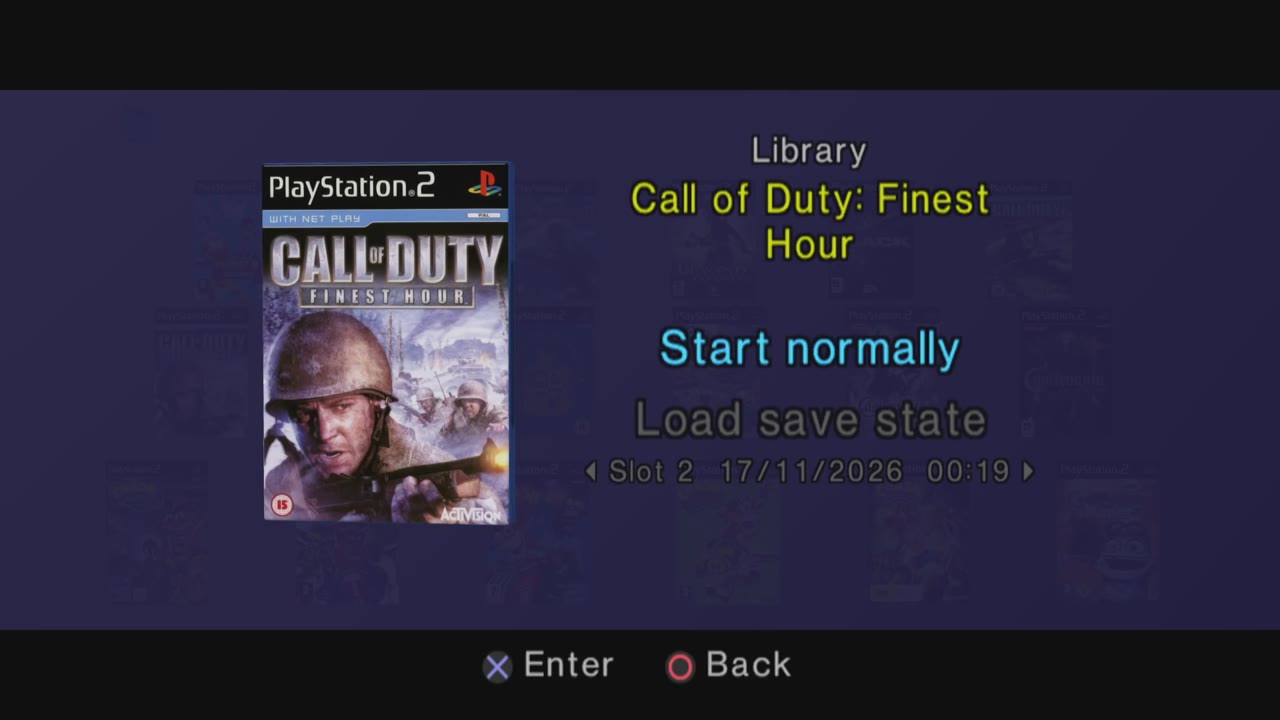 Library
Call of Duty: Finest
Hour
PlayStation®2
WITH NET PLAY
PAL
CALL OF DUTY
FINEST HOUR
15
ACTIVISION
Start normally
Load save state
Slot 2 17/11/2026 00:19
Enter
Back